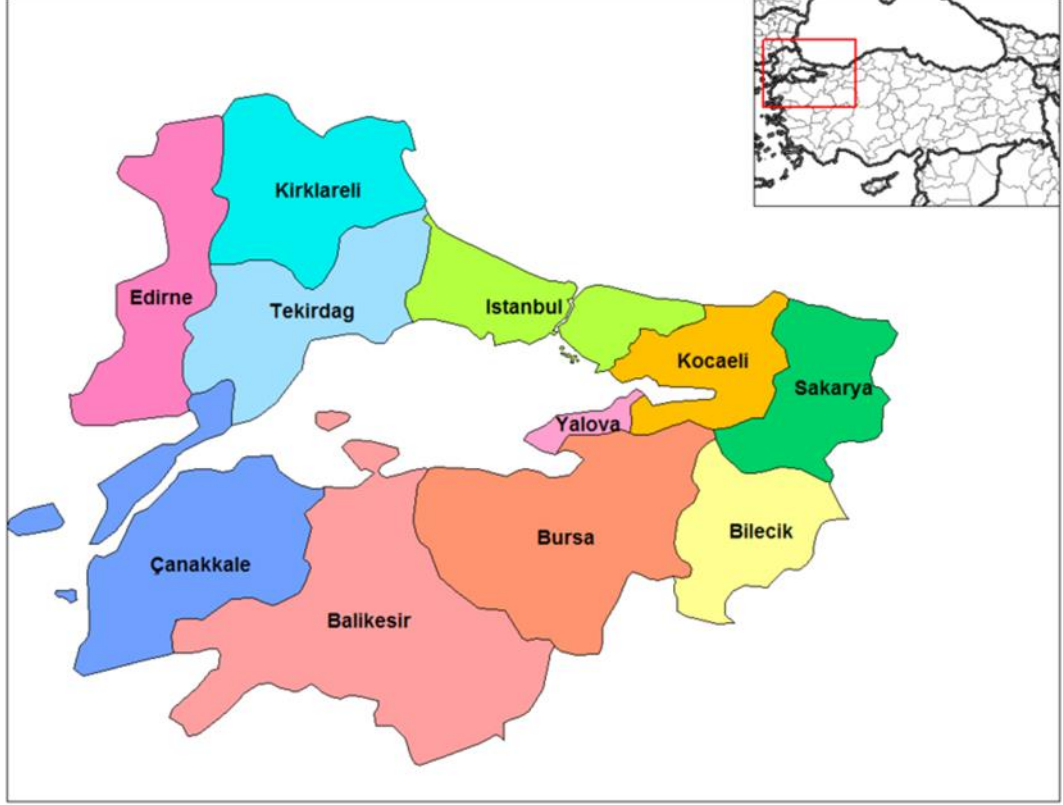 Kirklareli
Edirne
Tekirdag
Istanbul
Kocaeli
Sakarya
Yalova
Bursa
Bilecik
Çanakkale
Balikesir